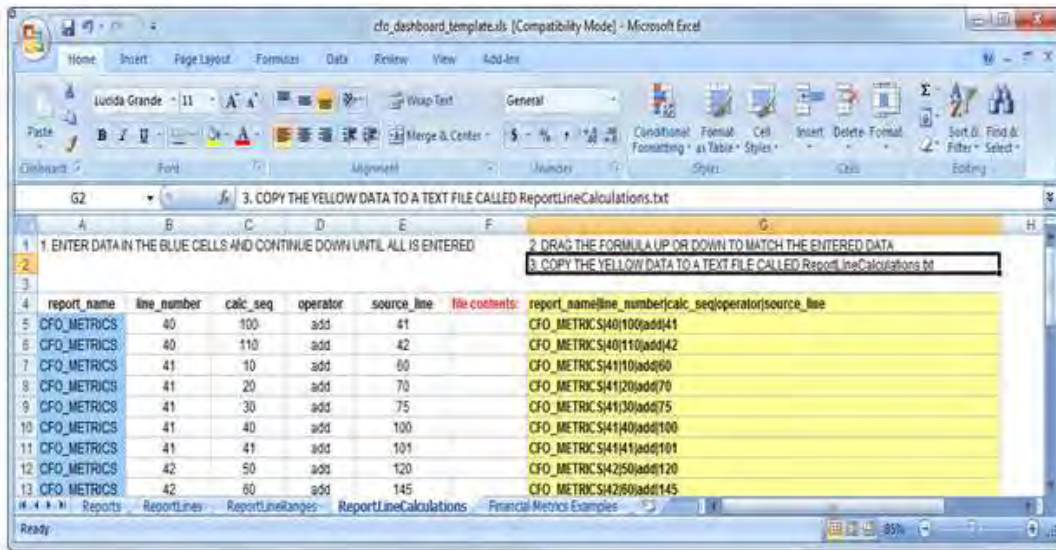 cfo_dashboard_template.xls [Compatibility Mode] - Microsoft Excel
Home Insert Page Layout Formulas Data Review View Add-Ins
Lucida Grande 11 A A Wrap Text General Conditional Format Cell Insert Delete Format Σ Sort & Find &
Paste B I U A Merge & Center $ % , Formatting as Table Styles Filter Select
Clipboard Font Alignment Number Styles Cells Editing
G2 fx 3. COPY THE YELLOW DATA TO A TEXT FILE CALLED ReportLineCalculations.txt
A B C D E F G H
1 1. ENTER DATA IN THE BLUE CELLS AND CONTINUE DOWN UNTIL ALL IS ENTERED 2. DRAG THE FORMULA UP OR DOWN TO MATCH THE ENTERED DATA
2 3. COPY THE YELLOW DATA TO A TEXT FILE CALLED ReportLineCalculations.txt
3
4 report_name line_number calc_seq operator source_line file contents: report_name|line_number|calc_seq|operator|source_line
5 CFO_METRICS 40 100 add 41 CFO_METRICS|40|100|add|41
6 CFO_METRICS 40 110 add 42 CFO_METRICS|40|110|add|42
7 CFO_METRICS 41 10 add 60 CFO_METRICS|41|10|add|60
8 CFO_METRICS 41 20 add 70 CFO_METRICS|41|20|add|70
9 CFO_METRICS 41 30 add 75 CFO_METRICS|41|30|add|75
10 CFO_METRICS 41 40 add 100 CFO_METRICS|41|40|add|100
11 CFO_METRICS 41 41 add 101 CFO_METRICS|41|41|add|101
12 CFO_METRICS 42 50 add 120 CFO_METRICS|42|50|add|120
13 CFO_METRICS 42 60 add 145 CFO_METRICS|42|60|add|145
Reports ReportLines ReportLineRanges ReportLineCalculations Financial Metrics Examples
Ready 85%